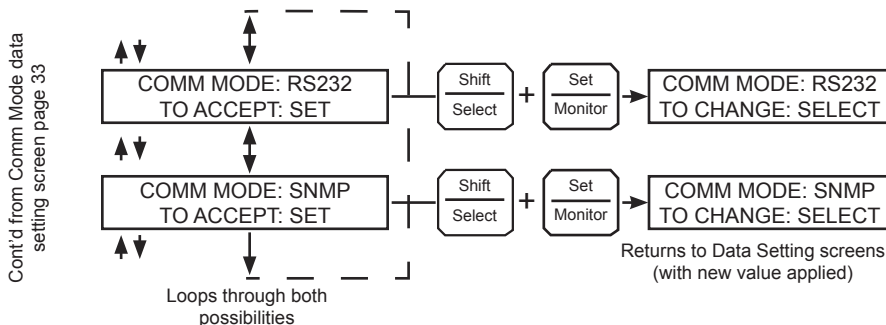 Cont'd from Comm Mode data
setting screen page 33
COMM MODE: RS232
TO ACCEPT: SET
Shift
Select
+
Set
Monitor
COMM MODE: RS232
TO CHANGE: SELECT
COMM MODE: SNMP
TO ACCEPT: SET
Shift
Select
+
Set
Monitor
COMM MODE: SNMP
TO CHANGE: SELECT
Returns to Data Setting screens
(with new value applied)
Loops through both
possibilities